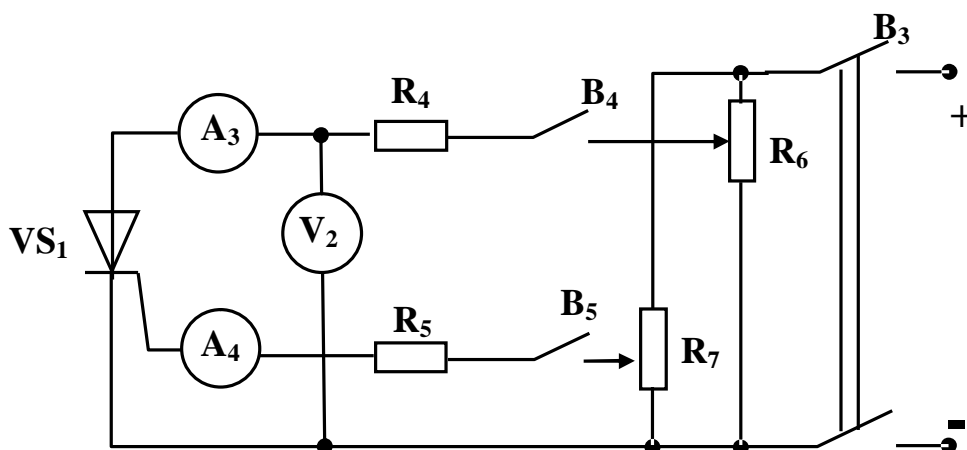 B₃
R₄
B₄
A₃
+
R₆
VS₁
V₂
B₅
R₅
A₄
R₇
-